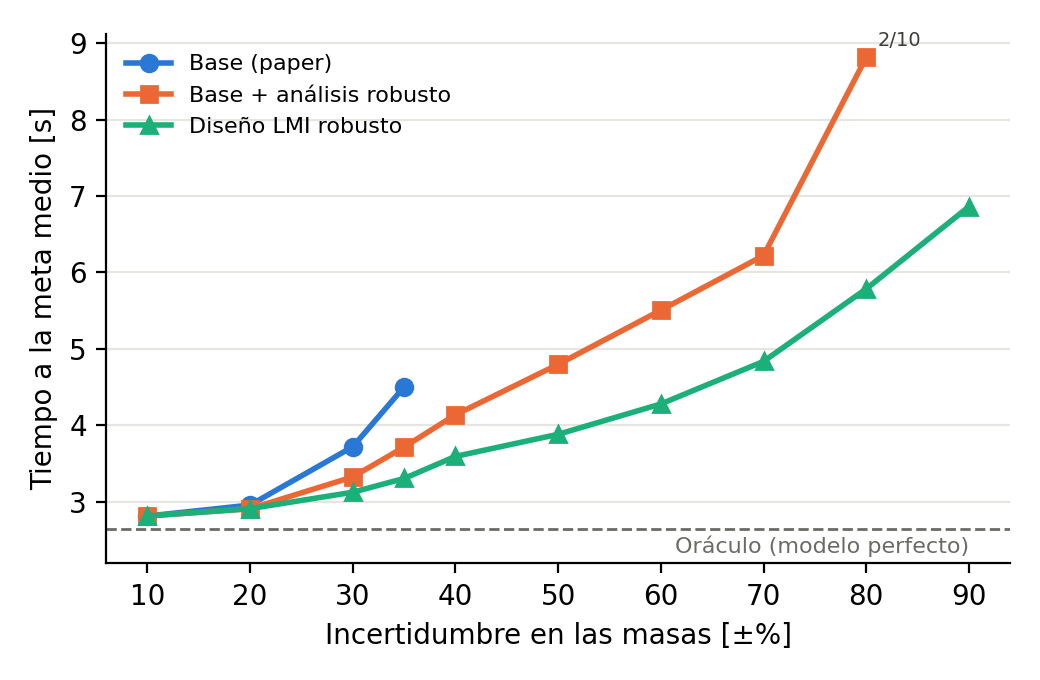 2/10
Base (paper)
Base + análisis robusto
Diseño LMI robusto
Tiempo a la meta medio [s]
9
8
7
6
5
4
3
Oráculo (modelo perfecto)
10 20 30 40 50 60 70 80 90
Incertidumbre en las masas [±%]